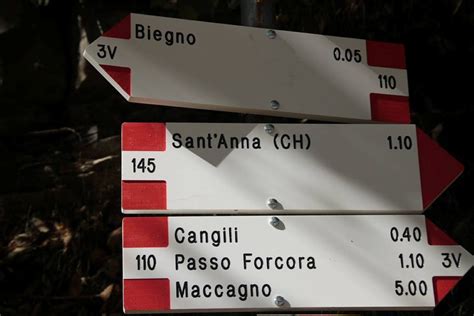 Biegno 0.05
3V 110
Sant'Anna (CH) 1.10
145
Cangili 0.40
110 Passo Forcora 1.10 3V
Maccagno 5.00